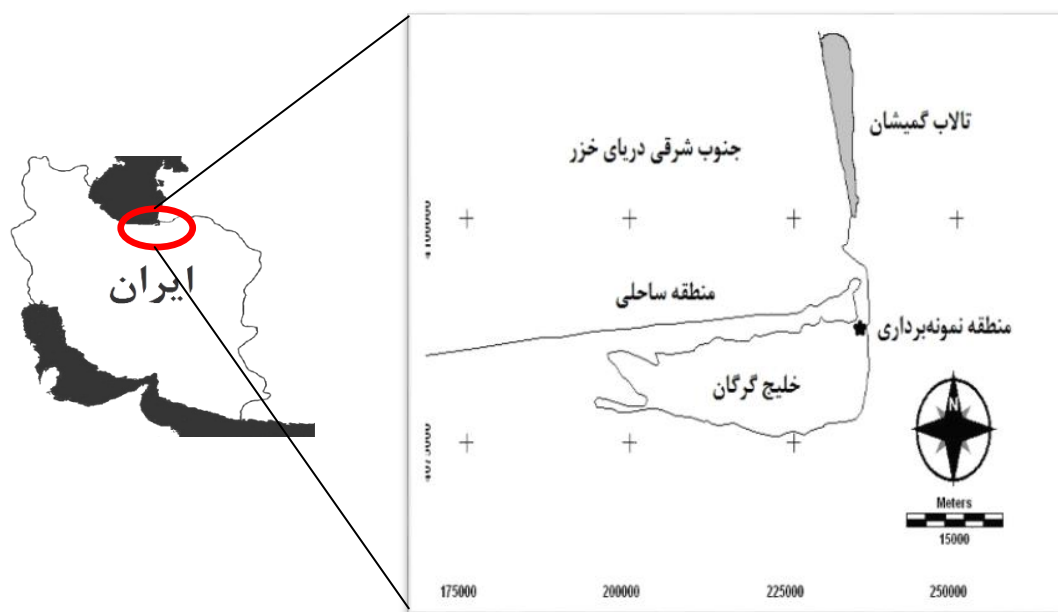 ایران
تالاب گمیشان
جنوب شرقی دریای خزر
منطقه ساحلی
منطقه نمونه‌برداری
خلیج گرگان
N
Meters
15000
175000
200000
225000
250000